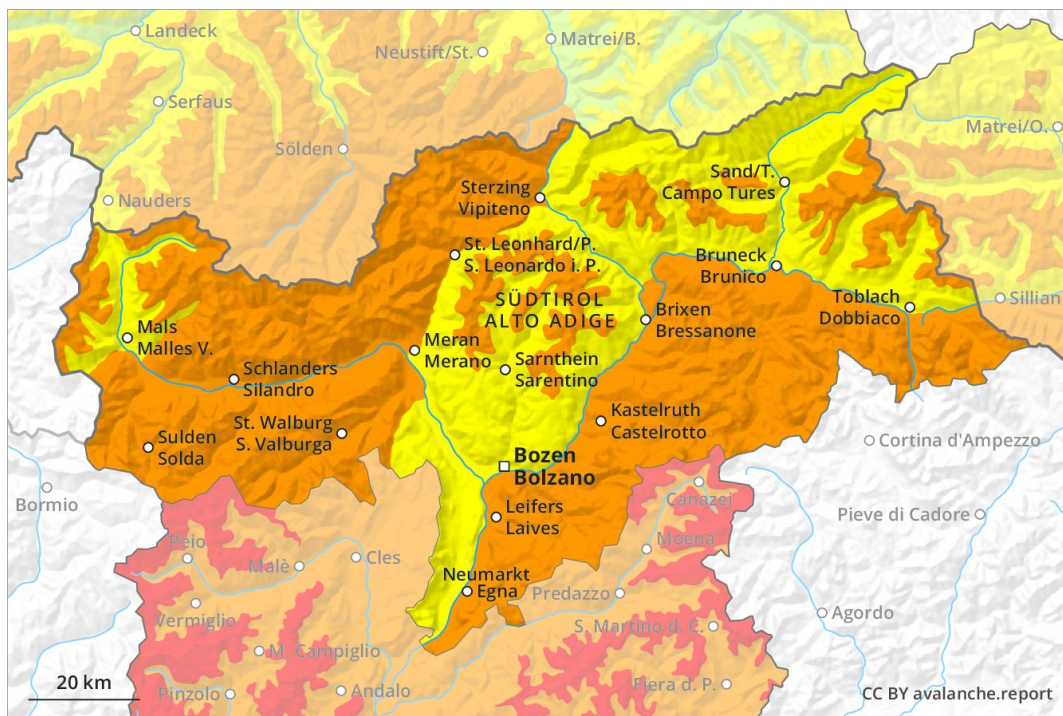 Landeck
Matrei/B.
Neustift/St.
Serfaus
Matrei/O.
Sölden
Sand/T.
Campo Tures
Sterzing
Vipiteno
Nauders
St. Leonhard/P.
S. Leonardo i. P.
Bruneck
Brunico
SÜDTIROL
ALTO ADIGE
Toblach
Dobbiaco
Sillian
Brixen
Bressanone
Mals
Malles V.
Meran
Merano
Sarnthein
Sarentino
Schlanders
Silandro
St. Walburg
S. Valburga
Kastelruth
Castelrotto
Sulden
Solda
Cortina d'Ampezzo
Bozen
Bolzano
Bormio
Canazei
Leifers
Laives
Pieve di Cadore
Peio
Cles
Moena
Malè
Neumarkt
Egna
Predazzo
Vermiglio
Agordo
S. Martino d. C.
M. Campiglio
20 km
Pinzolo
Andalo
Fiera d. P.
CC BY avalanche.report